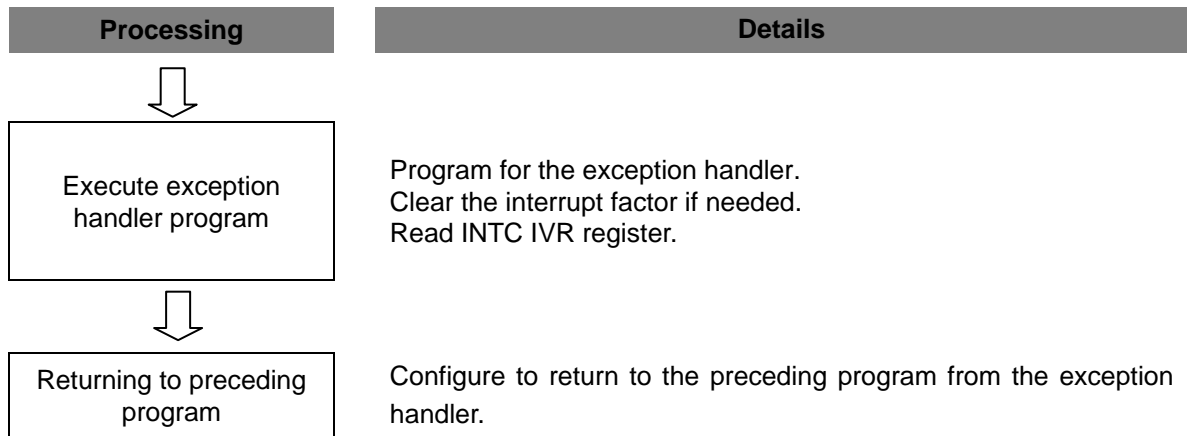 Processing
Details
Execute exception
handler program
Program for the exception handler.
Clear the interrupt factor if needed.
Read INTC IVR register.
Returning to preceding
program
Configure to return to the preceding program from the exception
handler.